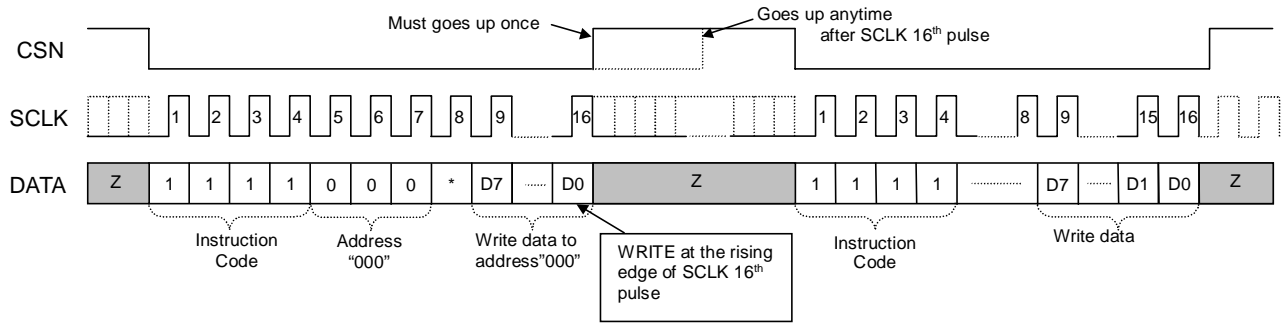 Must goes up once
Goes up anytime
after SCLK 16th pulse
CSN
SCLK
1 2 3 4 5 6 7 8 9 ...... 16 1 2 3 4 ...... 8 9 ...... 15 16
DATA
Z 1 1 1 1 0 0 0 * D7 ...... D0 Z 1 1 1 1 ...... D7 ...... D1 D0 Z
Instruction
Code
Address
"000"
Write data to
address"000"
WRITE at the rising
edge of SCLK 16th
pulse
Instruction
Code
Write data